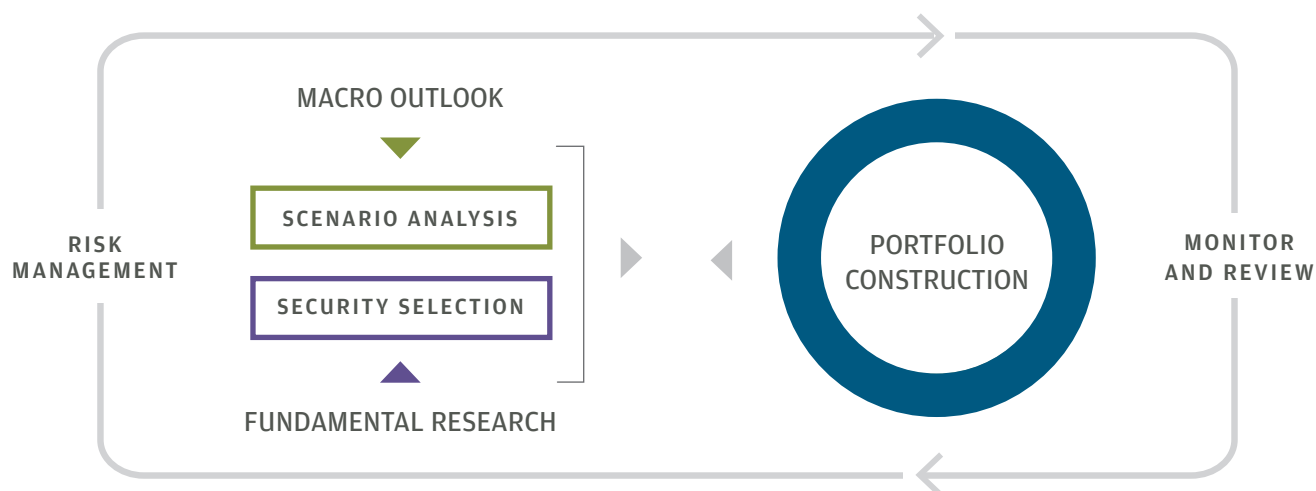 MACRO OUTLOOK
SCENARIO ANALYSIS
SECURITY SELECTION
FUNDAMENTAL RESEARCH
RISK
MANAGEMENT
PORTFOLIO
CONSTRUCTION
MONITOR
AND REVIEW